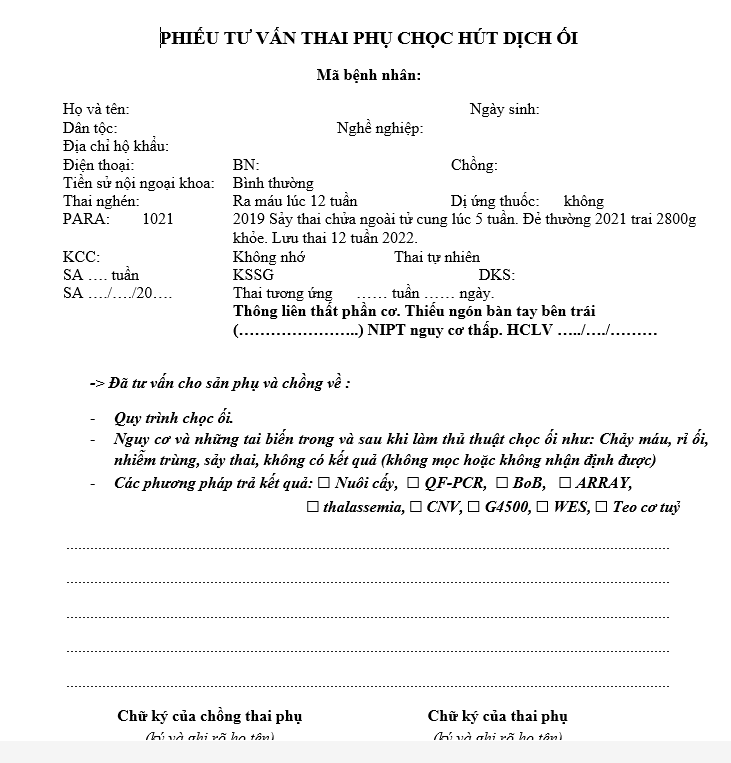 PHIẾU TƯ VẤN THAI PHỤ CHỌC HÚT DỊCH ỐI
Mã bệnh nhân:
Họ và tên: Ngày sinh:
Dân tộc: Nghề nghiệp:
Địa chỉ hộ khẩu:
Điện thoại: BN: Chồng:
Tiền sử nội ngoại khoa: Bình thường
Thai nghén: Ra máu lúc 12 tuần Dị ứng thuốc: không
PARA: 1021 2019 Sảy thai chửa ngoài tử cung lúc 5 tuần. Đẻ thường 2021 trai 2800g
khỏe. Lưu thai 12 tuần 2022.
KCC: Không nhớ Thai tự nhiên
SA …. tuần KSSG DKS:
SA …./…./20…. Thai tương ứng …… tuần …… ngày.
Thông liên thất phần cơ. Thiếu ngón bàn tay bên trái
(…………………..) NIPT nguy cơ thấp. HCLV …../…./………
-> Đã tư vấn cho sản phụ và chồng về :
- Quy trình chọc ối.
- Nguy cơ và những tai biến trong và sau khi làm thủ thuật chọc ối như: Chảy máu, rỉ ối,
nhiễm trùng, sảy thai, không có kết quả (không mọc hoặc không nhận định được)
- Các phương pháp trả kết quả: ☐ Nuôi cấy, ☐ QF-PCR, ☐ BoB, ☐ ARRAY,
☐ thalassemia, ☐ CNV, ☐ G4500, ☐ WES, ☐ Teo cơ tuỷ
Chữ ký của chồng thai phụ Chữ ký của thai phụ
(ký và ghi rõ họ tên) (ký và ghi rõ họ tên)